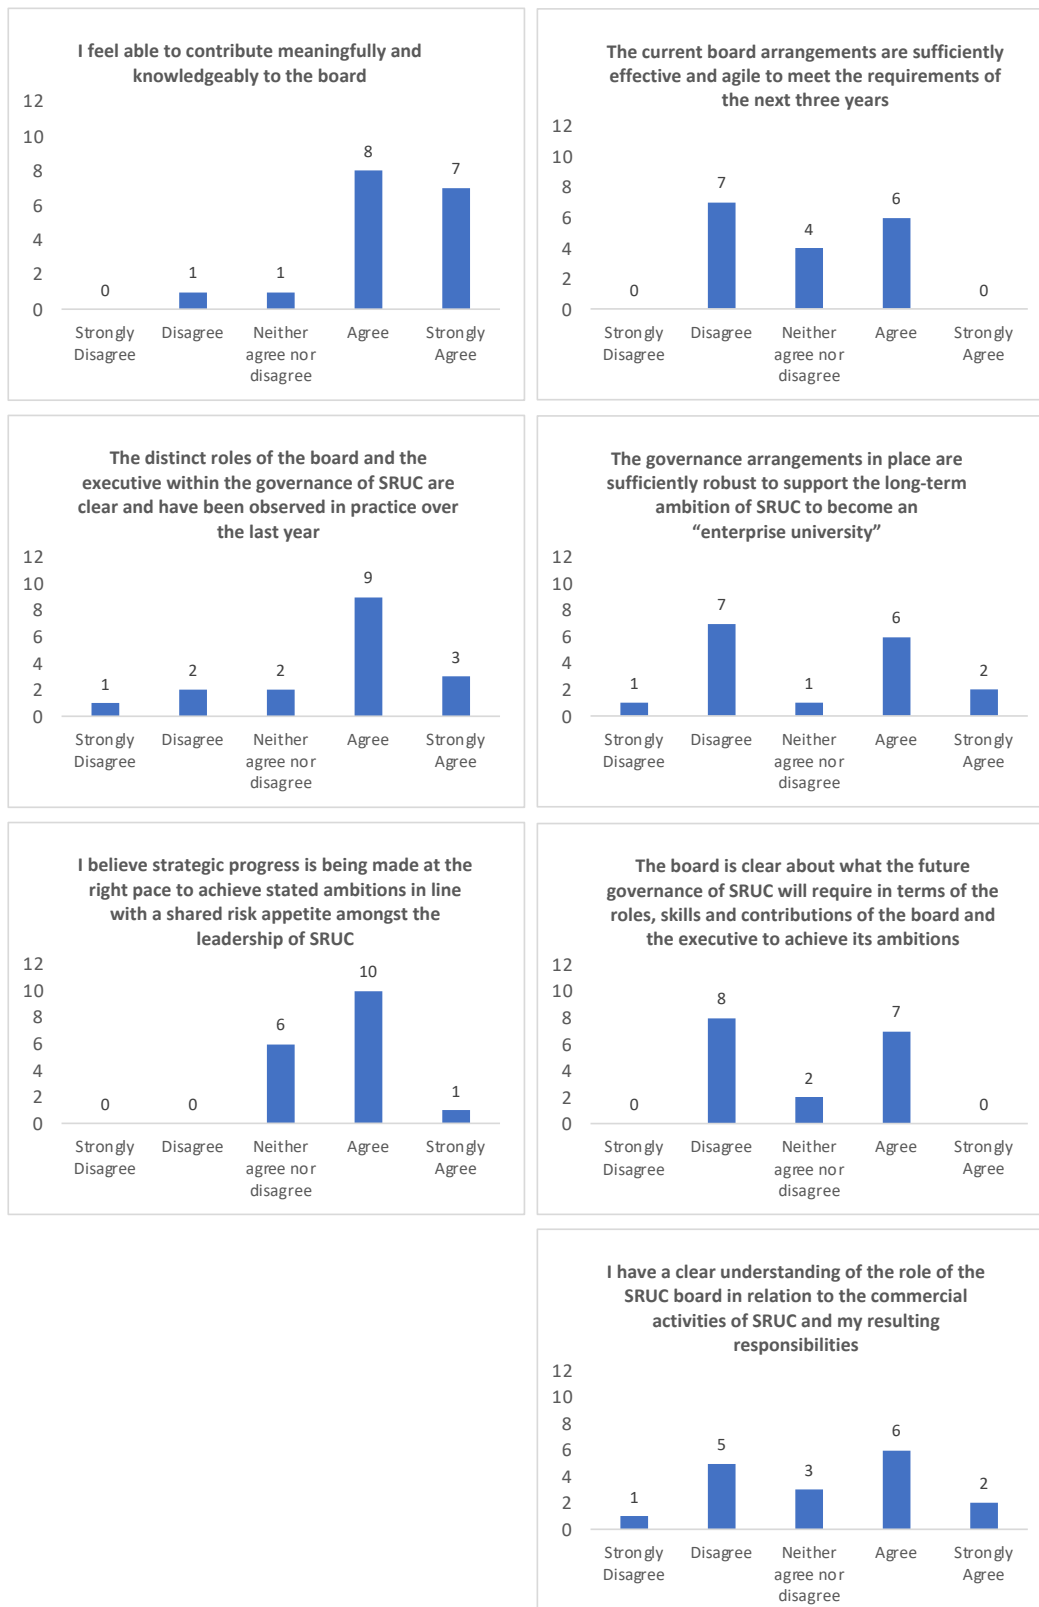 I feel able to contribute meaningfully and
knowledgeably to the board
12
10
8
6
4
2
0
0
1
1
8
7
Strongly
Disagree
Disagree
Neither
agree nor
disagree
Agree
Strongly
Agree
The current board arrangements are sufficiently
effective and agile to meet the requirements of
the next three years
12
10
8
6
4
2
0
0
7
4
6
0
Strongly
Disagree
Disagree
Neither
agree nor
disagree
Agree
Strongly
Agree
The distinct roles of the board and the
executive within the governance of SRUC are
clear and have been observed in practice over
the last year
12
10
8
6
4
2
0
1
2
2
9
3
Strongly
Disagree
Disagree
Neither
agree nor
disagree
Agree
Strongly
Agree
The governance arrangements in place are
sufficiently robust to support the long-term
ambition of SRUC to become an
“enterprise university”
12
10
8
6
4
2
0
1
7
1
6
2
Strongly
Disagree
Disagree
Neither
agree nor
disagree
Agree
Strongly
Agree
I believe strategic progress is being made at the
right pace to achieve stated ambitions in line
with a shared risk appetite amongst the
leadership of SRUC
12
10
8
6
4
2
0
0
0
6
10
1
Strongly
Disagree
Disagree
Neither
agree nor
disagree
Agree
Strongly
Agree
The board is clear about what the future
governance of SRUC will require in terms of the
roles, skills and contributions of the board and
the executive to achieve its ambitions
12
10
8
6
4
2
0
0
8
2
7
0
Strongly
Disagree
Disagree
Neither
agree nor
disagree
Agree
Strongly
Agree
I have a clear understanding of the role of the
SRUC board in relation to the commercial
activities of SRUC and my resulting
responsibilities
12
10
8
6
4
2
0
1
5
3
6
2
Strongly
Disagree
Disagree
Neither
agree nor
disagree
Agree
Strongly
Agree